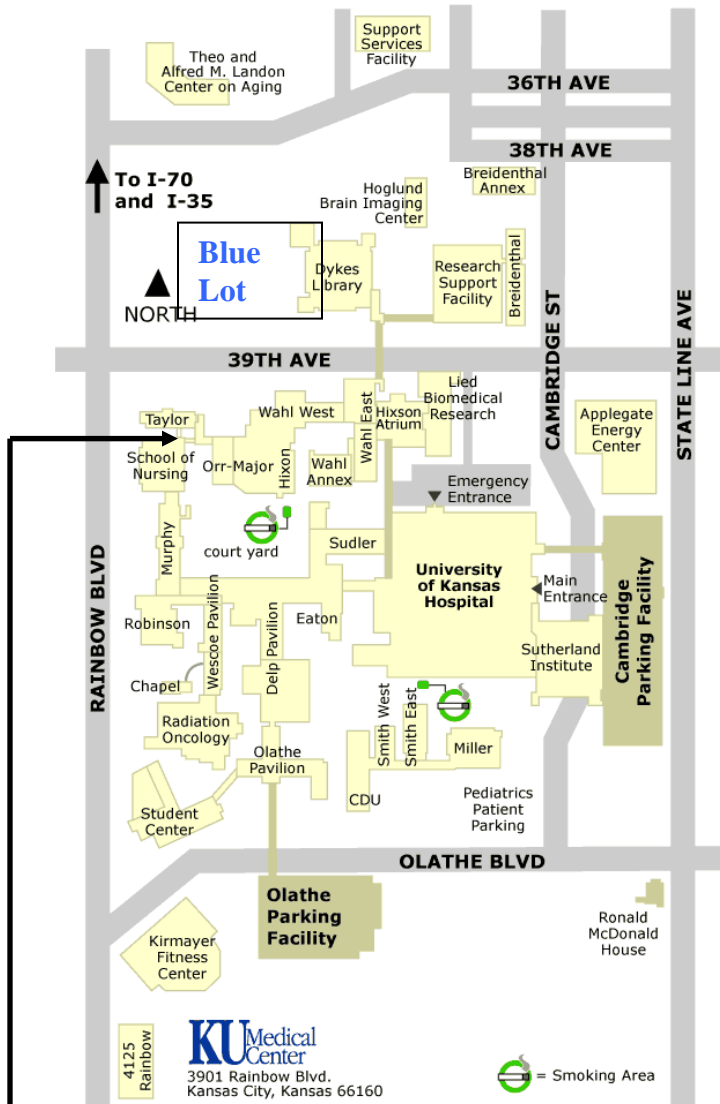 Support
Services
Facility
Theo and
Alfred M. Landon
Center on Aging
36TH AVE
38TH AVE
To I-70
and I-35
Breidenthal
Annex
Hoglund
Brain Imaging
Center
Blue
Lot
Dykes
Library
Research
Support
Facility
Breidenthal
NORTH
CAMBRIDGE ST
STATE LINE AVE
39TH AVE
Lied
Biomedical
Research
Wahl West
Wahl East
Hixson
Atrium
Taylor
Applegate
Energy
Center
School of
Nursing
Orr-Major
Hixon
Wahl
Annex
Emergency
Entrance
court yard
Sudler
Murphy
University
of Kansas
Hospital
Main
Entrance
Cambridge
Parking Facility
RAINBOW BLVD
Robinson
Wescoe Pavilion
Delp Pavilion
Eaton
Sutherland
Institute
Chapel
Radiation
Oncology
Smith West
Smith East
Miller
Olathe
Pavilion
CDU
Pediatrics
Patient
Parking
Student
Center
OLATHE BLVD
Olathe
Parking
Facility
Ronald
McDonald
House
Kirmayer
Fitness
Center
4125
Rainbow
KU Medical
Center
3901 Rainbow Blvd.
Kansas City, Kansas 66160
= Smoking Area